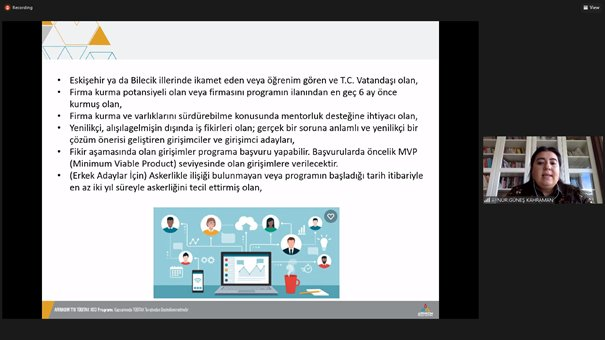 Recording
View
• Eskişehir ya da Bilecik illerinde ikamet eden veya öğrenim gören ve T.C. Vatandaşı olan,
• Firma kurma potansiyeli olan veya firmasını programın ilanından en geç 6 ay önce
kurmuş olan,
• Firma kurma ve varlıklarını sürdürebilme konusunda mentorluk desteğine ihtiyacı olan,
• Yenilikçi, alışılagelmişin dışında iş fikirleri olan; gerçek bir soruna anlamlı ve yenilikçi bir
çözüm önerisi geliştiren girişimciler ve girişimci adayları,
• Fikir aşamasında olan girişimler programa başvuru yapabilir. Başvurularda öncelik MVP
(Minimum Viable Product) seviyesinde olan girişimlere verilecektir.
• (Erkek Adaylar İçin) Askerlikle ilişiği bulunmayan veya programın başladığı tarih itibariyle
en az iki yıl süreyle askerliğini tecil ettirmiş olan,
AYNUR GÜNEŞ KAHRAMAN